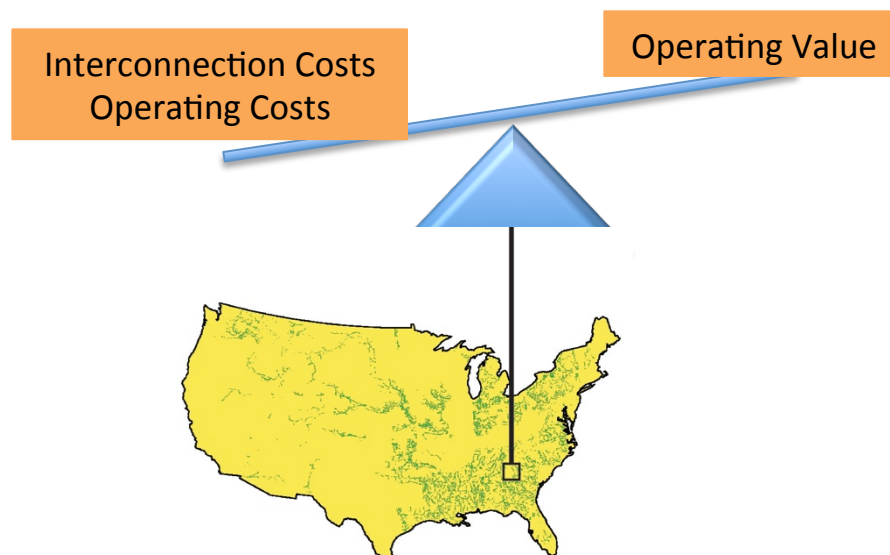 Interconnection Costs
Operating Costs
Operating Value